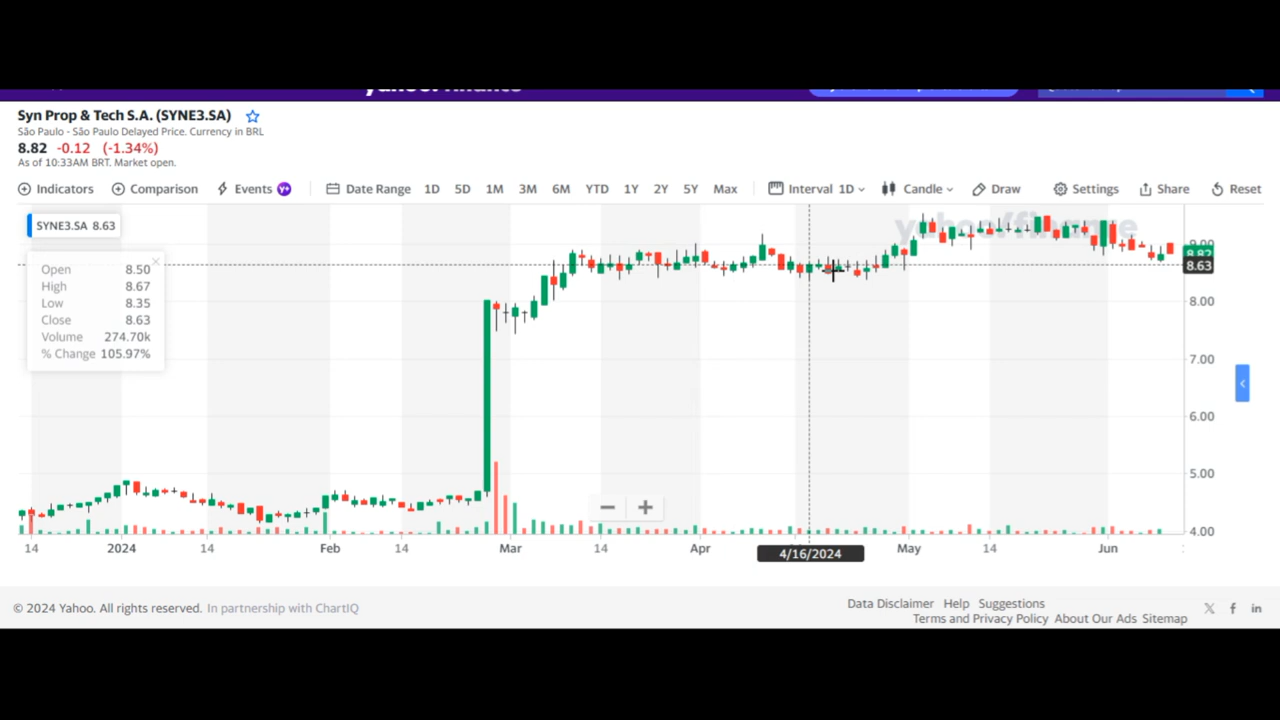 Syn Prop & Tech S.A. (SYNE3.SA)
São Paulo - São Paulo Delayed Price. Currency in BRL
8.82 -0.12 (-1.34%)
As of 10:33AM BRT. Market open.
Indicators Comparison Events Y+ Date Range 1D 5D 1M 3M 6M YTD 1Y 2Y 5Y Max Interval 1D Candle Draw Settings Share Reset
SYNE3.SA 8.63
yahoo!finance
9.00
8.82
8.63
Open 8.50
High 8.67
Low 8.35
Close 8.63
Volume 274.70k
% Change 105.97%
8.00
7.00
6.00
5.00
4.00
14 2024 14 Feb 14 Mar 14 Apr 4/16/2024 May 14 Jun
© 2024 Yahoo. All rights reserved. In partnership with ChartIQ
Data Disclaimer Help Suggestions
Terms and Privacy Policy About Our Ads Sitemap